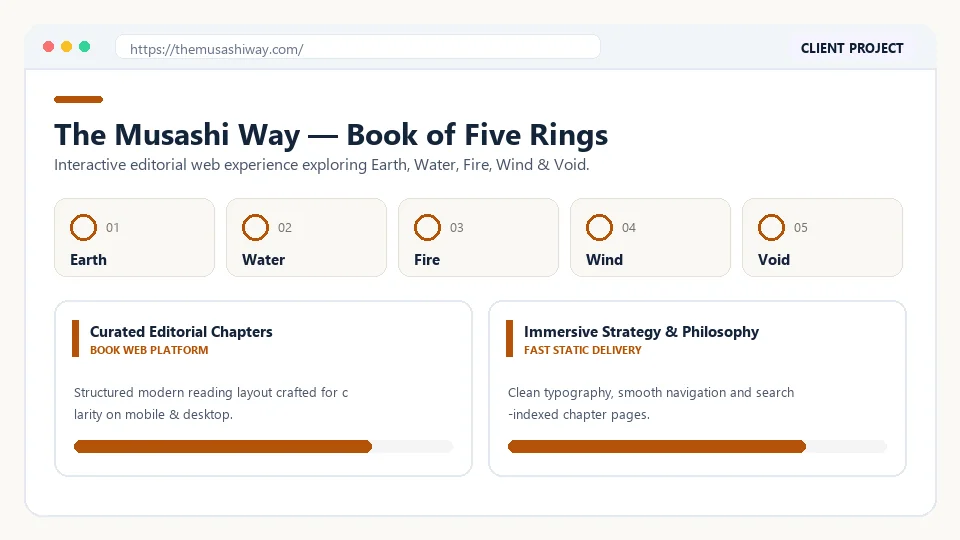 https://themusashiway.com/
CLIENT PROJECT
The Musashi Way — Book of Five Rings
Interactive editorial web experience exploring Earth, Water, Fire, Wind & Void.
01
Earth
02
Water
03
Fire
04
Wind
05
Void
Curated Editorial Chapters
BOOK WEB PLATFORM
Structured modern reading layout crafted for c
larity on mobile & desktop.
Immersive Strategy & Philosophy
FAST STATIC DELIVERY
Clean typography, smooth navigation and search
-indexed chapter pages.